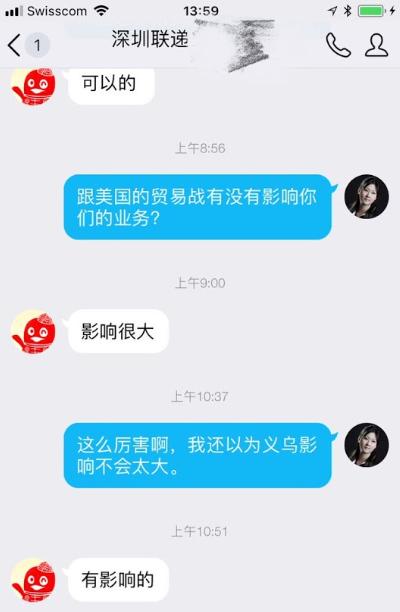 Swisscom
13:59
1
深圳联递
可以的
上午8:56
跟美国的贸易战有没有影响你
们的业务?
上午9:00
影响很大
上午10:37
这么厉害啊，我还以为义乌影
响不会太大。
上午10:51
有影响的